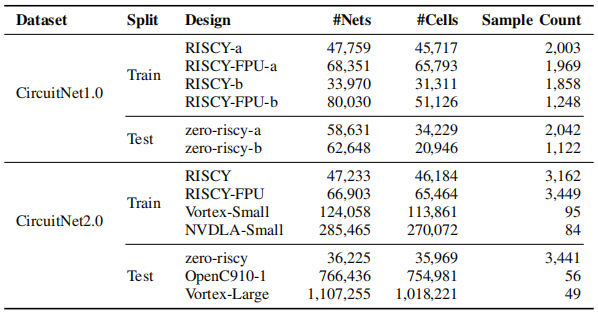 Dataset Split Design #Nets #Cells Sample Count
RISCY-a 47,759 45,717 2,003
RISCY-FPU-a 68,351 65,793 1,969
Train
RISCY-b 33,970 31,311 1,858
CircuitNet1.0
RISCY-FPU-b 80,030 51,126 1,248
zero-riscy-a 58,631 34,229 2,042
Test
zero-riscy-b 62,648 20,946 1,122
RISCY 47,233 46,184 3,162
RISCY-FPU 66,903 65,464 3,449
Train
Vortex-Small 124,058 113,861 95
CircuitNet2.0
NVDLA-Small 285,465 270,072 84
zero-riscy 36,225 35,969 3,441
Test OpenC910-1 766,436 754,981 56
Vortex-Large 1,107,255 1,018,221 49